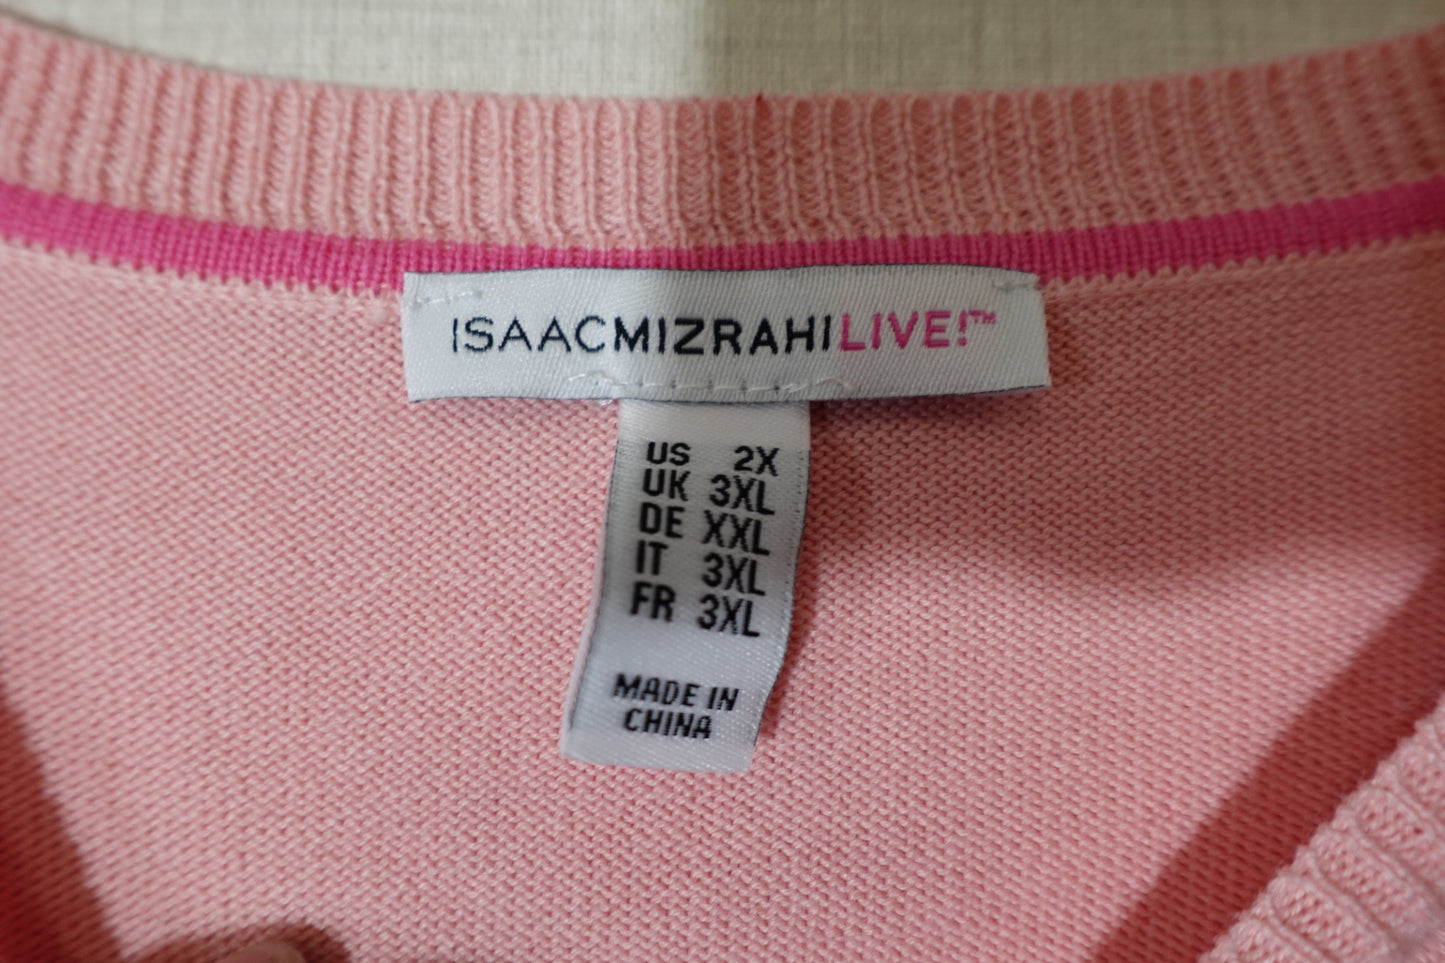 ISAACMIZRAHILIVE!™
US 2X
UK 3XL
DE XXL
IT 3XL
FR 3XL
MADE IN
CHINA